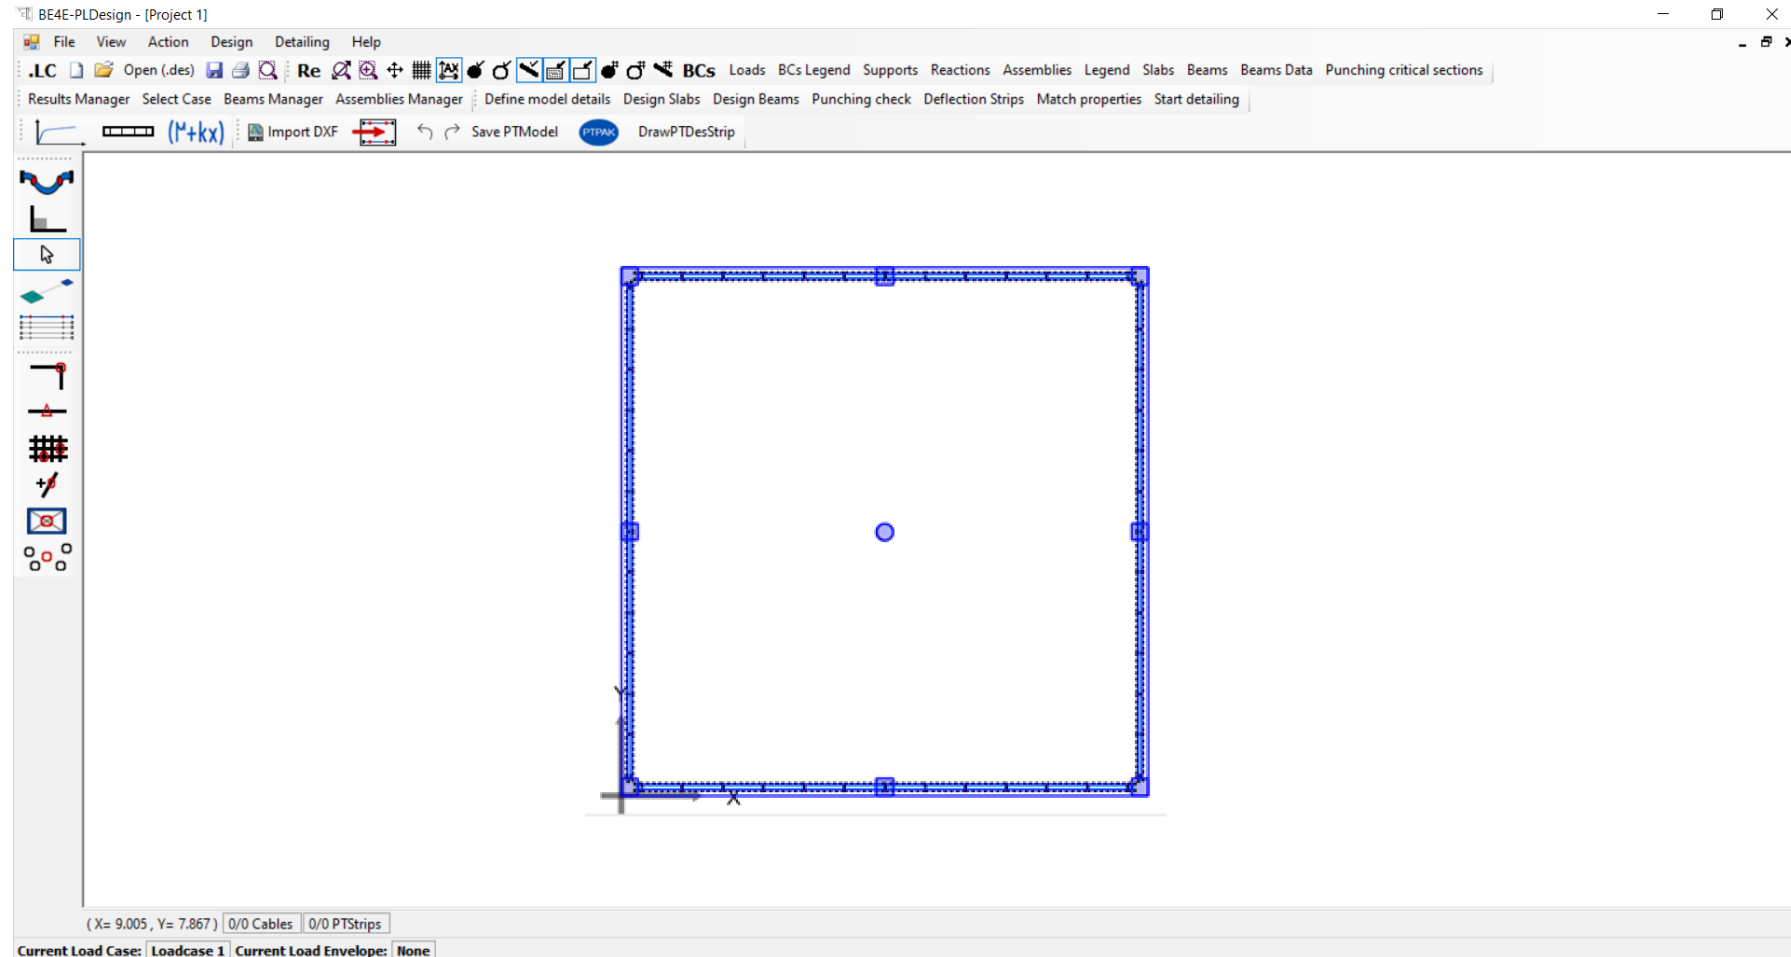 BE4E-PLDesign - [Project 1]
File View Action Design Detailing Help
.LC Open (.des) Re AX BCs Loads BCs Legend Supports Reactions Assemblies Legend Slabs Beams Beams Data Punching critical sections
Results Manager Select Case Beams Manager Assemblies Manager Define model details Design Slabs Design Beams Punching check Deflection Strips Match properties Start detailing
(μ+kx) Import DXF Save PTModel PTPAK DrawPTDesStrip
Y
X
( X= 9.005 , Y= 7.867 ) 0/0 Cables 0/0 PTStrips
Current Load Case: Loadcase 1 Current Load Envelope: None